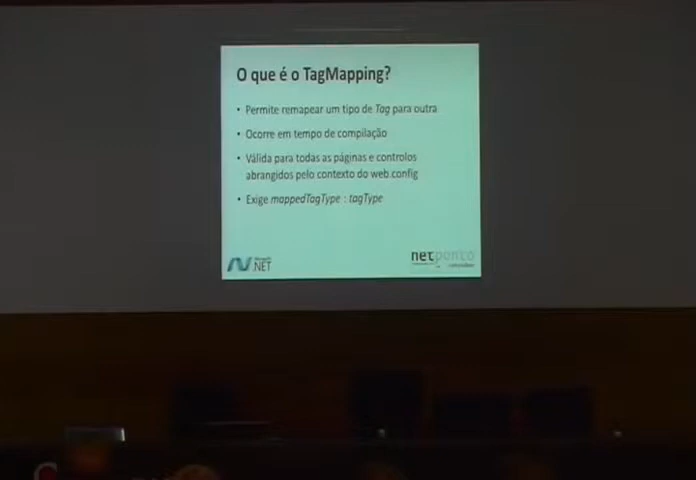 O que é o TagMapping?
• Permite remapear um tipo de Tag para outra
• Ocorre em tempo de compilação
• Válida para todas as páginas e controlos
abrangidos pelo contexto do web.config
• Exige mappedTagType : tagType
.NET
netponto